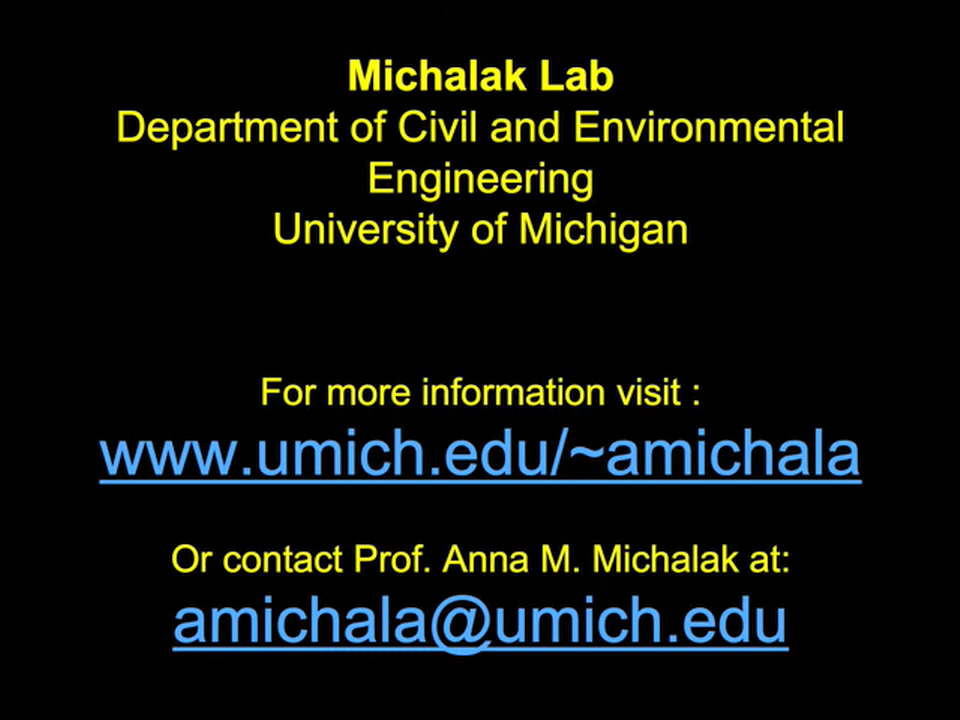 Michalak Lab
Department of Civil and Environmental
Engineering
University of Michigan
For more information visit :
www.umich.edu/~amichala
Or contact Prof. Anna M. Michalak at:
amichala@umich.edu